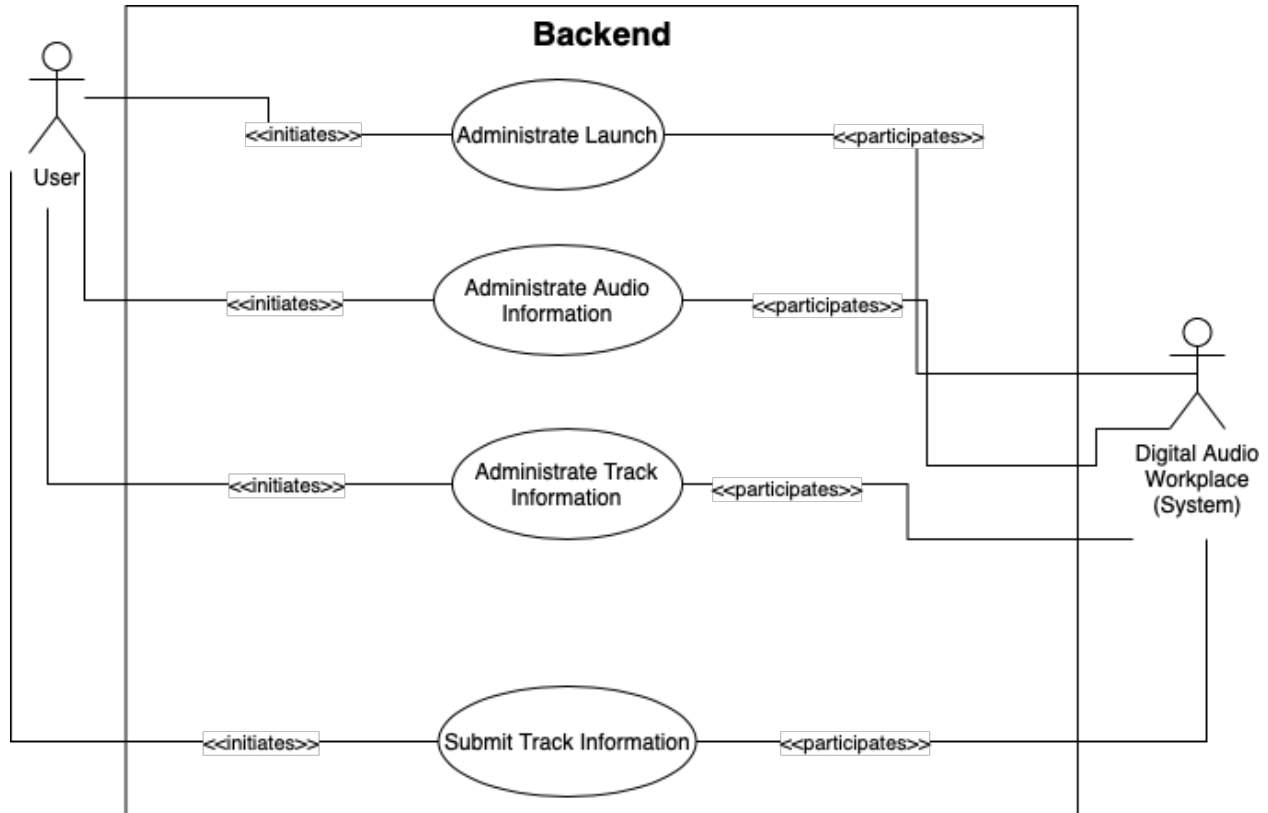 Backend
<<initiates>>
Administrate Launch
<<participates>>
User
Administrate Audio
Information
<<initiates>>
<<participates>>
Administrate Track
Information
<<initiates>>
<<participates>>
Digital Audio
Workplace
(System)
<<initiates>>
Submit Track Information
<<participates>>